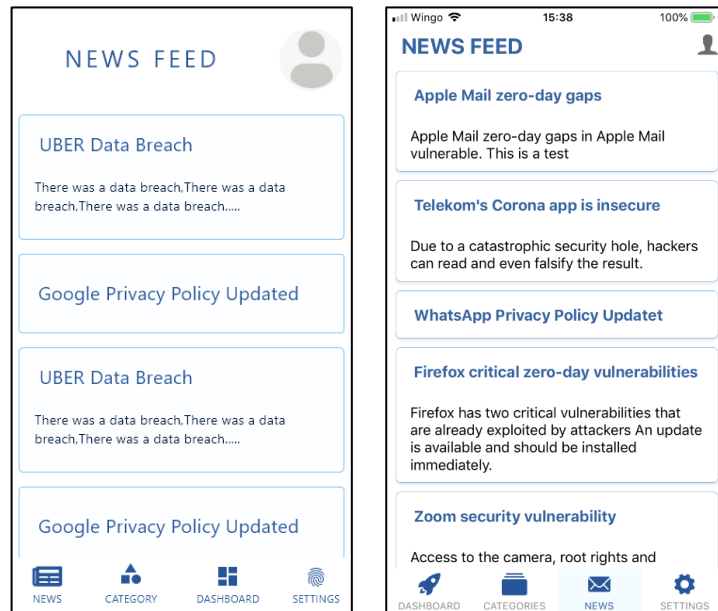 NEWS FEED
UBER Data Breach
There was a data breach,There was a data
breach,There was a data breach.....
Google Privacy Policy Updated
UBER Data Breach
There was a data breach,There was a data
breach,There was a data breach.....
Google Privacy Policy Updated
NEWS CATEGORY DASHBOARD SETTINGS
Wingo 15:38 100%
NEWS FEED
Apple Mail zero-day gaps
Apple Mail zero-day gaps in Apple Mail
vulnerable. This is a test
Telekom's Corona app is insecure
Due to a catastrophic security hole, hackers
can read and even falsify the result.
WhatsApp Privacy Policy Updatet
Firefox critical zero-day vulnerabilities
Firefox has two critical vulnerabilities that
are already exploited by attackers An update
is available and should be installed
immediately.
Zoom security vulnerability
Access to the camera, root rights and
DASHBOARD CATEGORIES NEWS SETTINGS